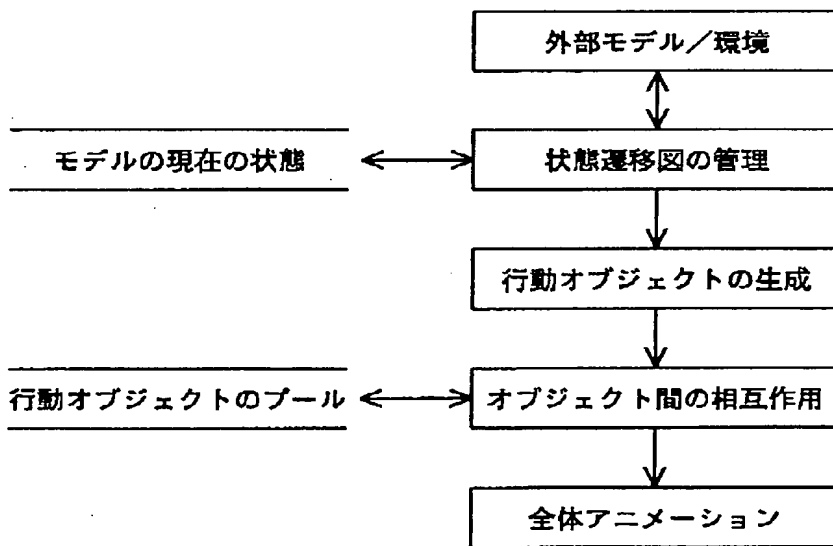 外部モデル／環境
モデルの現在の状態
状態遷移図の管理
行動オブジェクトの生成
行動オブジェクトのプール
オブジェクト間の相互作用
全体アニメーション